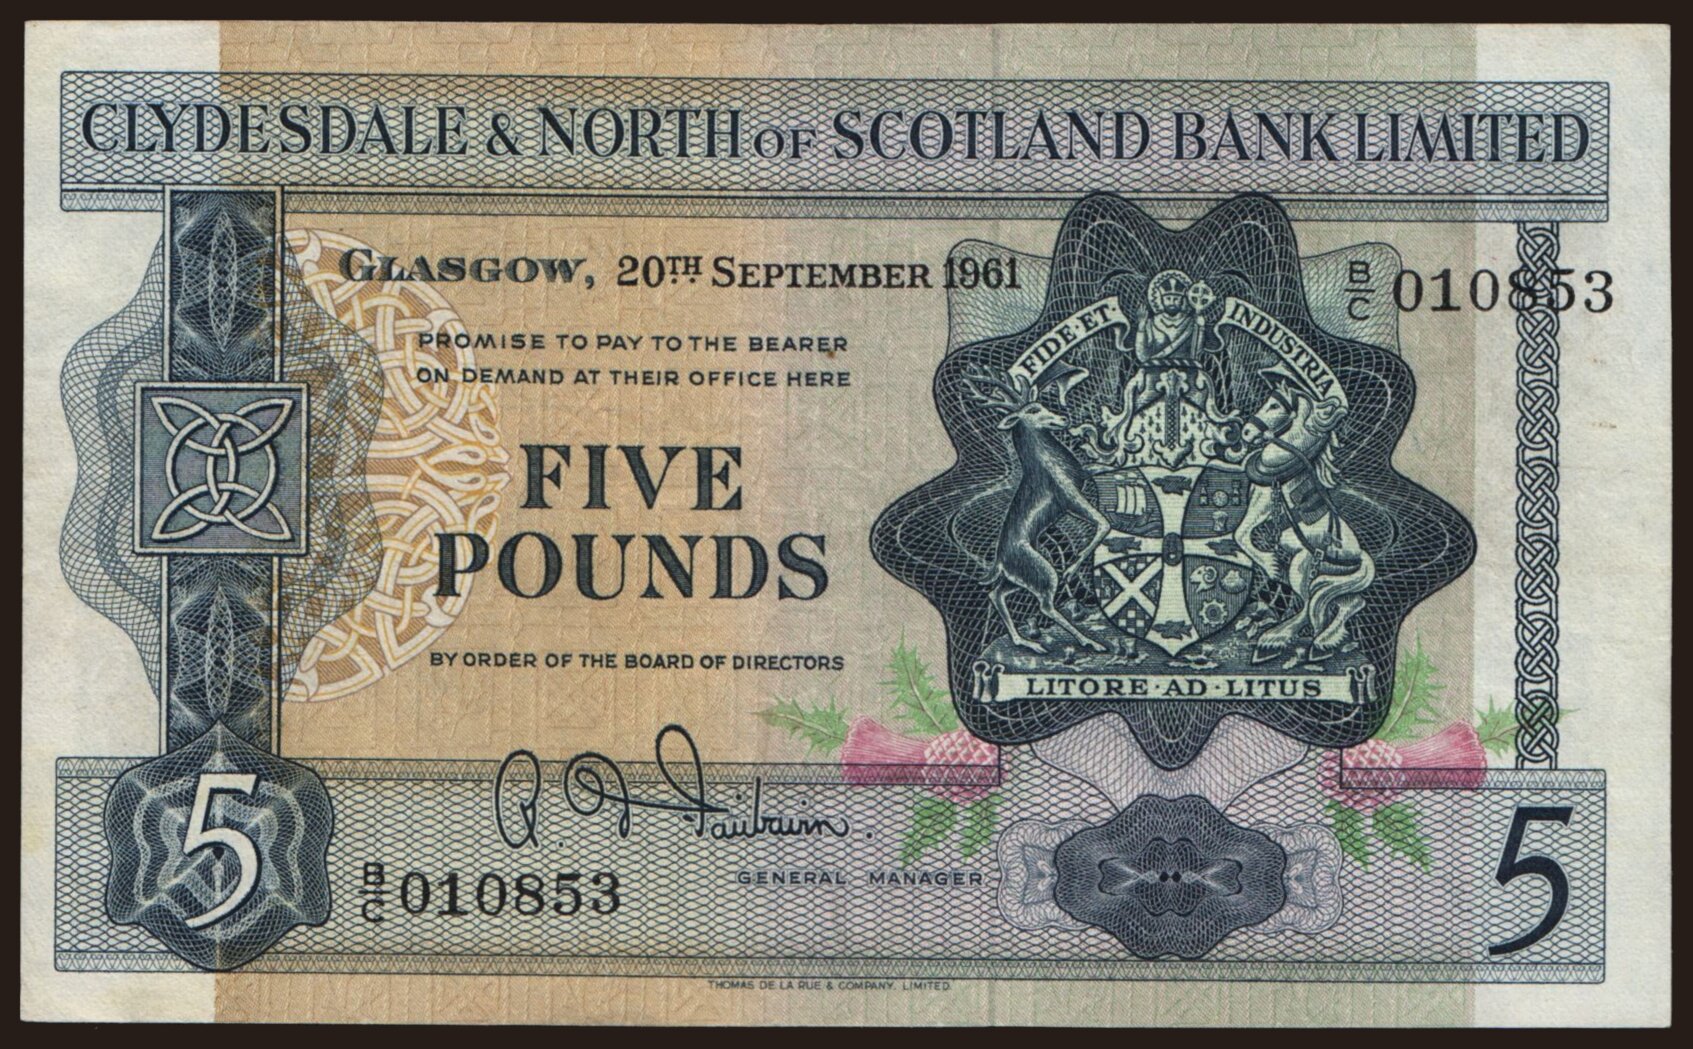 CLYDESDALE & NORTH OF SCOTLAND BANK LIMITED
GLASGOW, 20TH SEPTEMBER 1961
B/C 010853
PROMISE TO PAY TO THE BEARER
ON DEMAND AT THEIR OFFICE HERE
FIDE·ET· INDUSTRIA
FIVE
POUNDS
BY ORDER OF THE BOARD OF DIRECTORS
LITORE·AD·LITUS
R. D. Fairbairn.
GENERAL MANAGER
5
B/C 010853
5
THOMAS DE LA RUE & COMPANY, LIMITED.